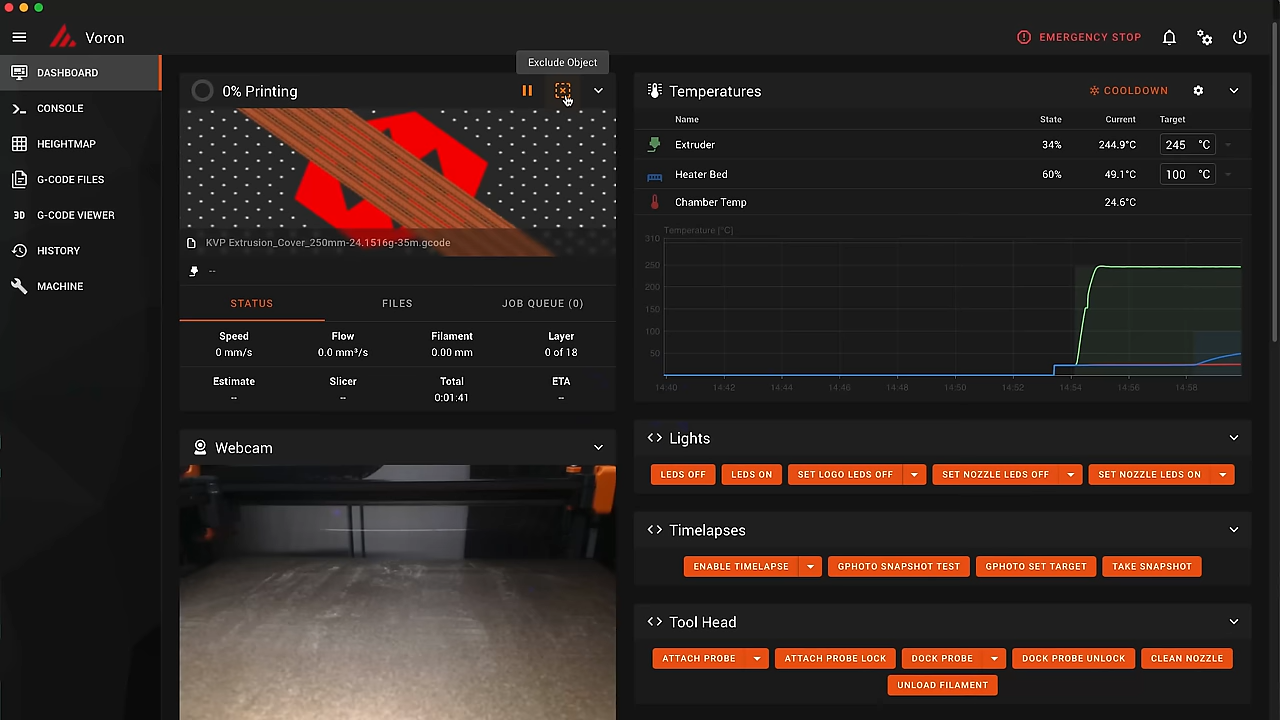 Voron
EMERGENCY STOP
DASHBOARD
CONSOLE
HEIGHTMAP
G-CODE FILES
3D G-CODE VIEWER
HISTORY
MACHINE
Exclude Object
0% Printing
KVP Extrusion_Cover_250mm-24.1516g-35m.gcode
--
STATUS FILES JOB QUEUE (0)
Speed Flow Filament Layer
0 mm/s 0.0 mm³/s 0.00 mm 0 of 18
Estimate Slicer Total ETA
-- -- 0:01:41 --
Webcam
Temperatures COOLDOWN
Name State Current Target
Extruder 34% 244.9°C 245 °C
Heater Bed 60% 49.1°C 100 °C
Chamber Temp 24.6°C
Temperature [°C]
310
250
200
150
100
50
14:40 14:42 14:44 14:46 14:48 14:50 14:52 14:54 14:56 14:58
Lights
LEDS OFF LEDS ON SET LOGO LEDS OFF SET NOZZLE LEDS OFF SET NOZZLE LEDS ON
Timelapses
ENABLE TIMELAPSE GPHOTO SNAPSHOT TEST GPHOTO SET TARGET TAKE SNAPSHOT
Tool Head
ATTACH PROBE ATTACH PROBE LOCK DOCK PROBE DOCK PROBE UNLOCK CLEAN NOZZLE
UNLOAD FILAMENT